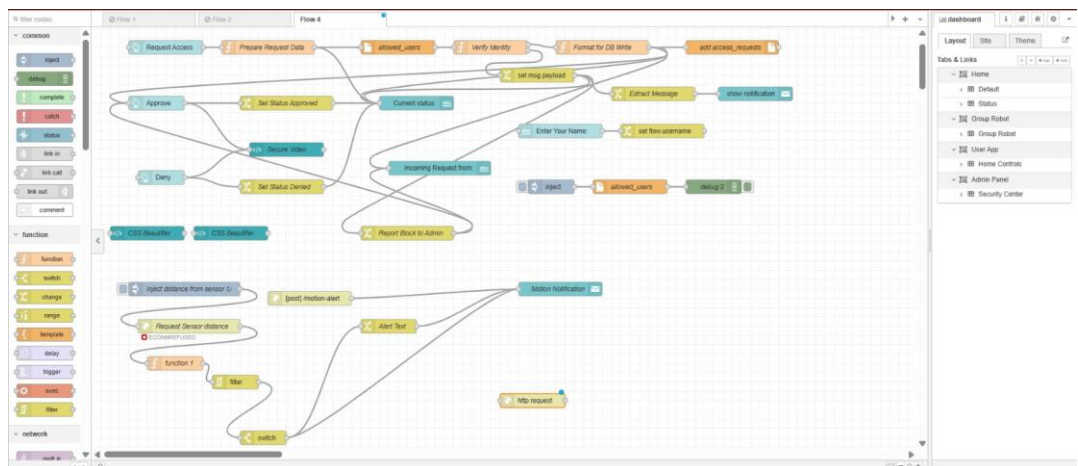 filter nodes
Flow 1
Flow 2
Flow 4
common
inject
debug
complete
catch
status
link in
link call
link out
comment
function
function
switch
change
range
template
delay
trigger
exec
filter
network
mqtt in
Request Access
Prepare Request Data
allowed_users
Verify Identity
Format for DB Write
add access_requests
set msg.payload
Approve
Set Status Approved
Current status:
Extract Message
show notification
Enter Your Name:
set flow.username
Secure Video
Incoming Request from:
Deny
Set Status Denied
inject
allowed_users
debug 2
CSS Beautifier
CSS Beautifier
Report Block to Admin
inject distance from sensor ↻
[post] /motion-alert
Motion Notification
Request Sensor distance
ECONNREFUSED
Alert Text
function 1
filter
http request
switch
dashboard
Layout
Site
Theme
Tabs & Links
Home
Default
Status
Group Robot
Group Robot
User App
Home Controls
Admin Panel
Security Center